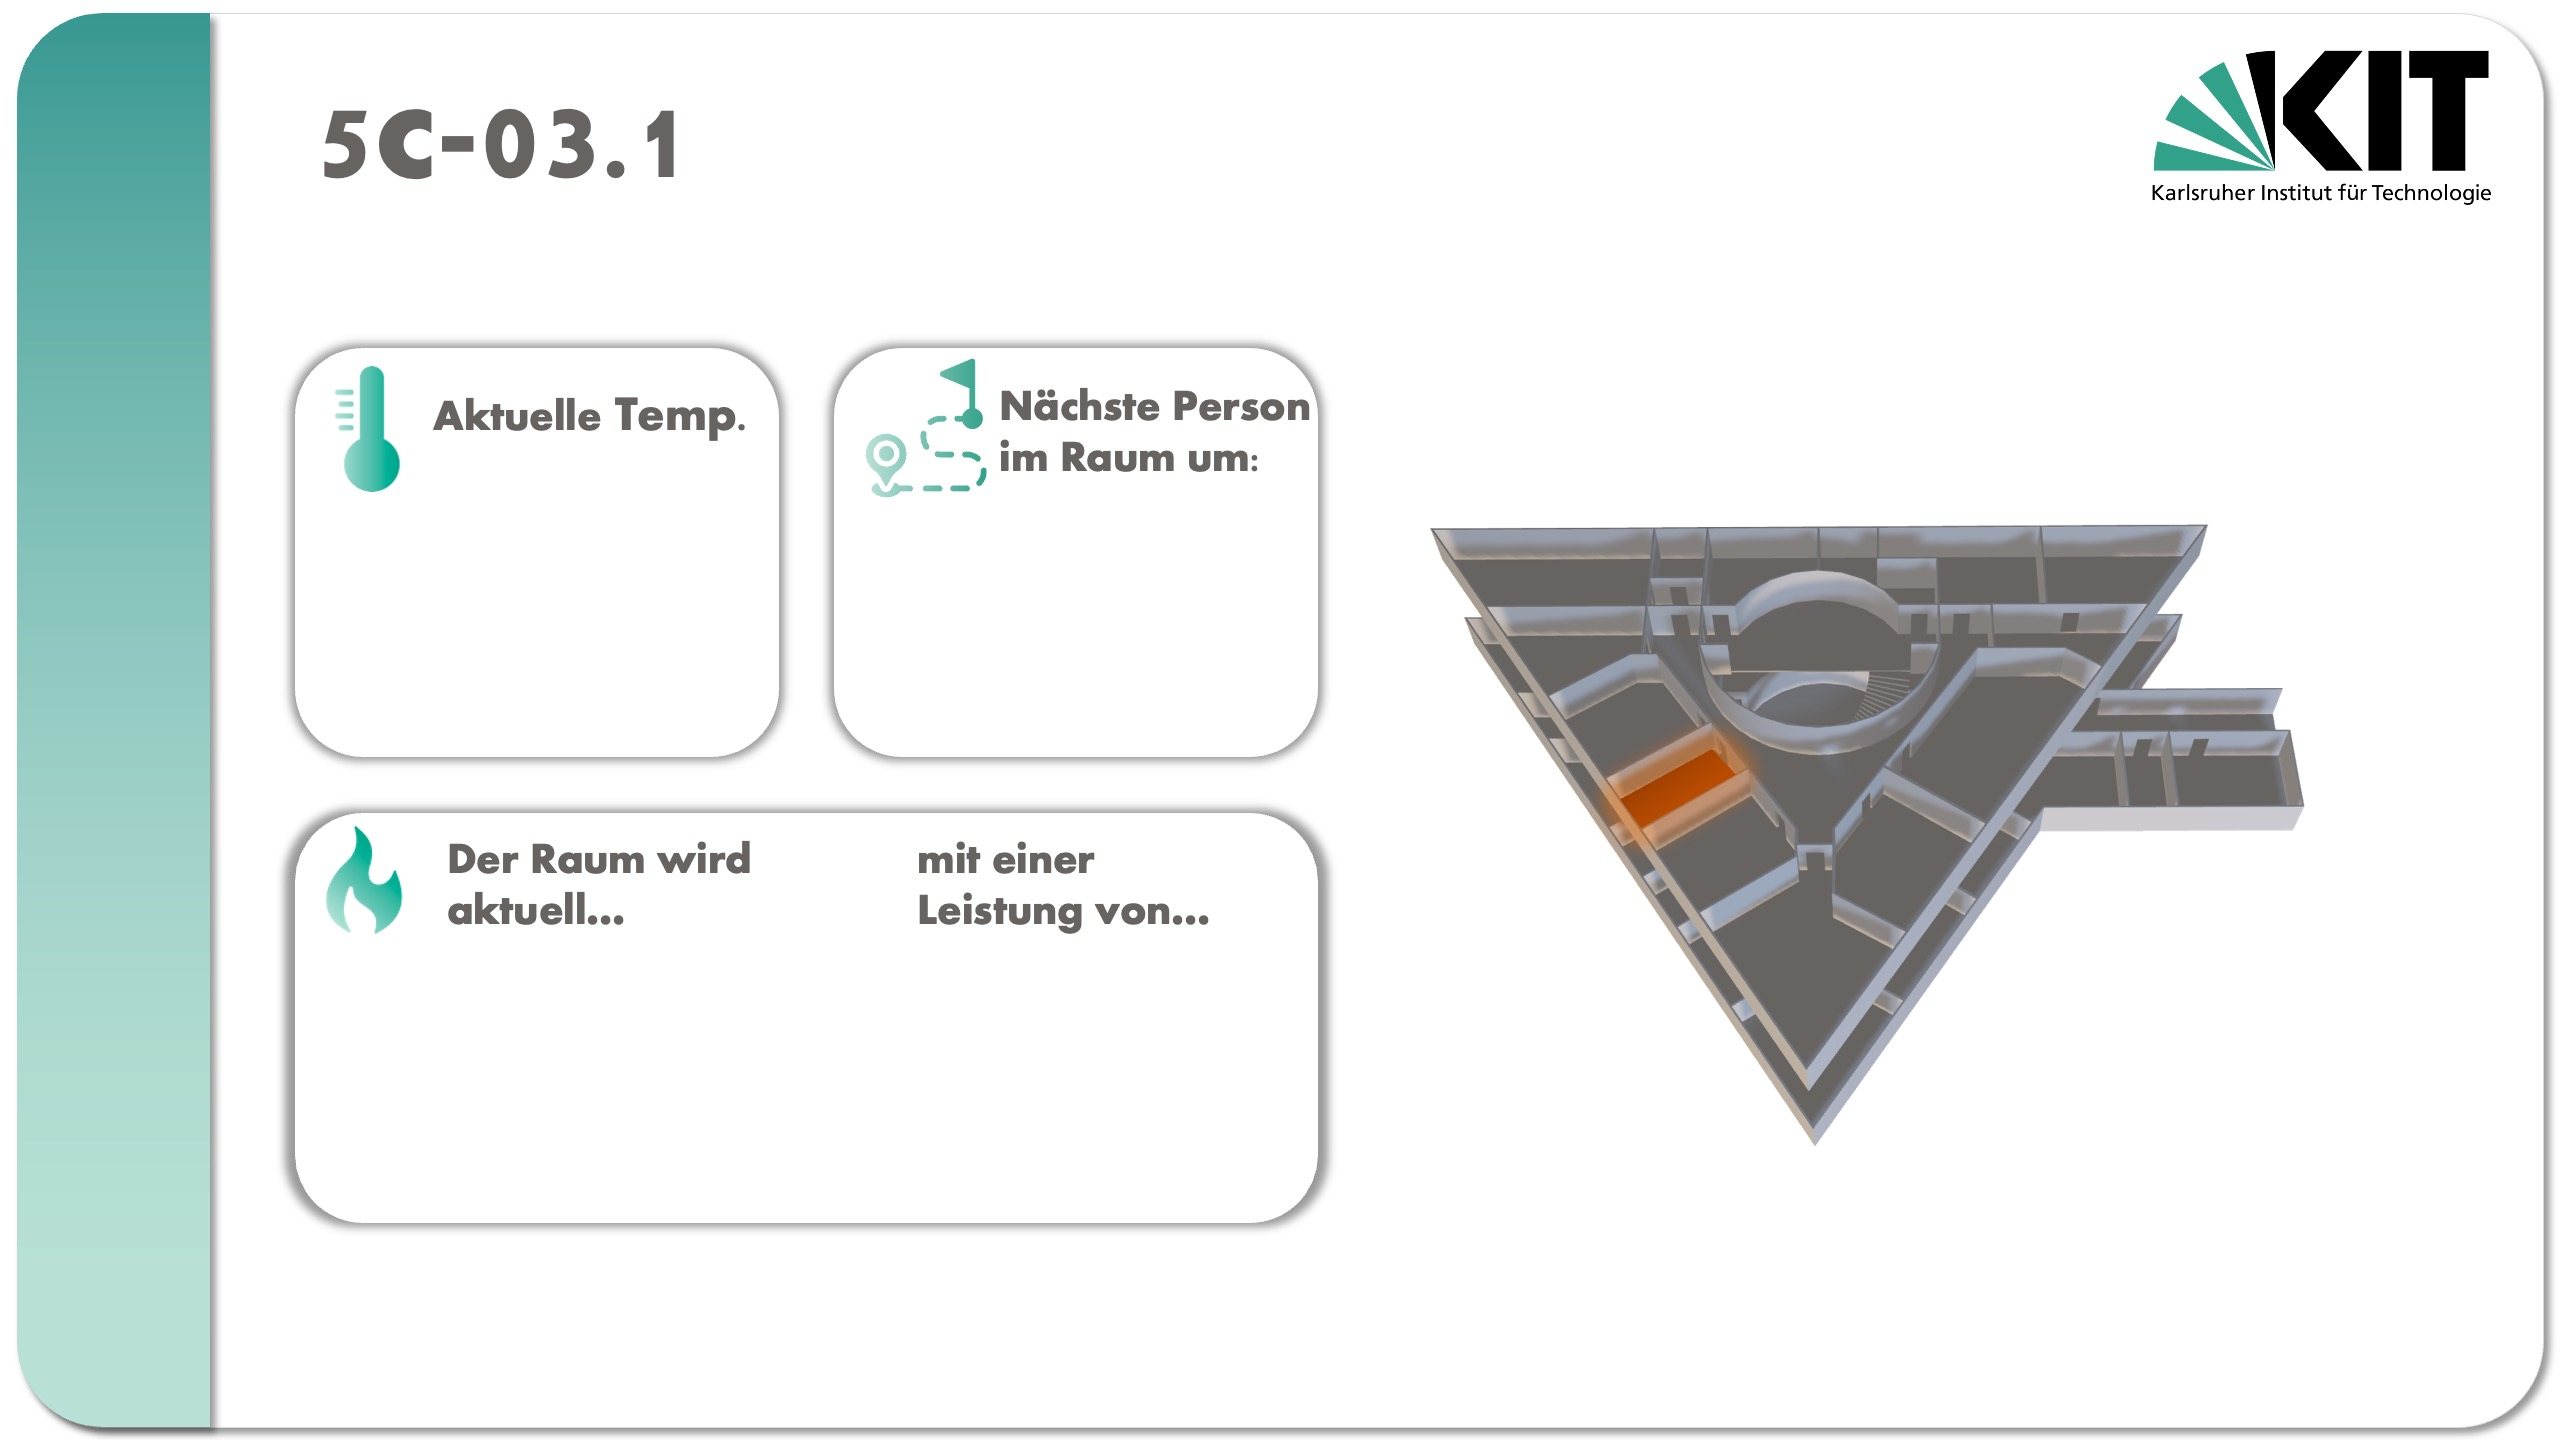 5C-03.1
KIT
Karlsruher Institut für Technologie
Aktuelle Temp.
Nächste Person
im Raum um:
Der Raum wird
aktuell...
mit einer
Leistung von...